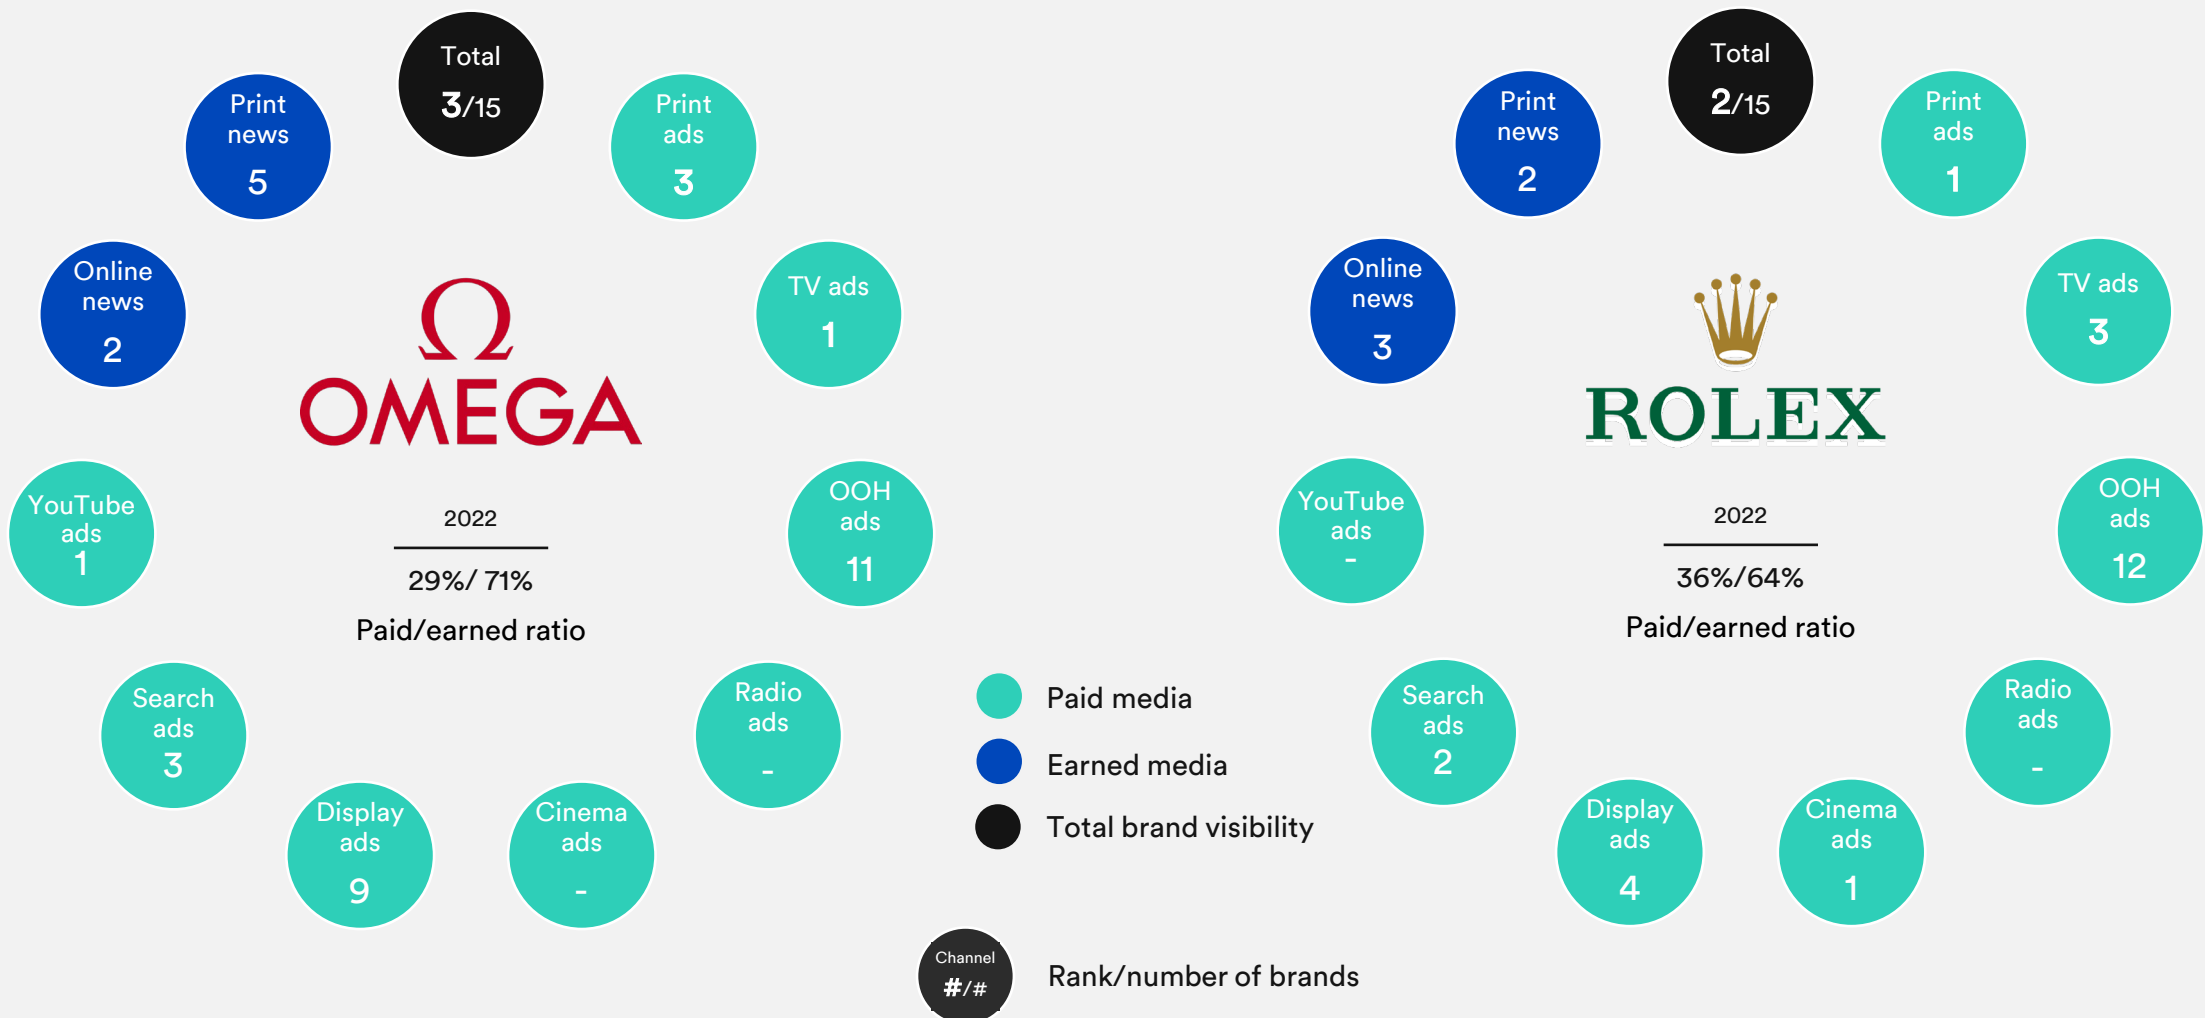 Total
3/15
Print
ads
3
TV ads
1
OOH
ads
11
Radio
ads
-
Cinema
ads
-
Display
ads
9
Search
ads
3
YouTube
ads
1
Online
news
2
Print
news
5
Ω
OMEGA
2022
29%/ 71%
Paid/earned ratio
Total
2/15
Print
ads
1
TV ads
3
OOH
ads
12
Radio
ads
-
Cinema
ads
1
Display
ads
4
Search
ads
2
YouTube
ads
-
Online
news
3
Print
news
2
ROLEX
2022
36%/64%
Paid/earned ratio
Paid media
Earned media
Total brand visibility
Channel
#/#
Rank/number of brands